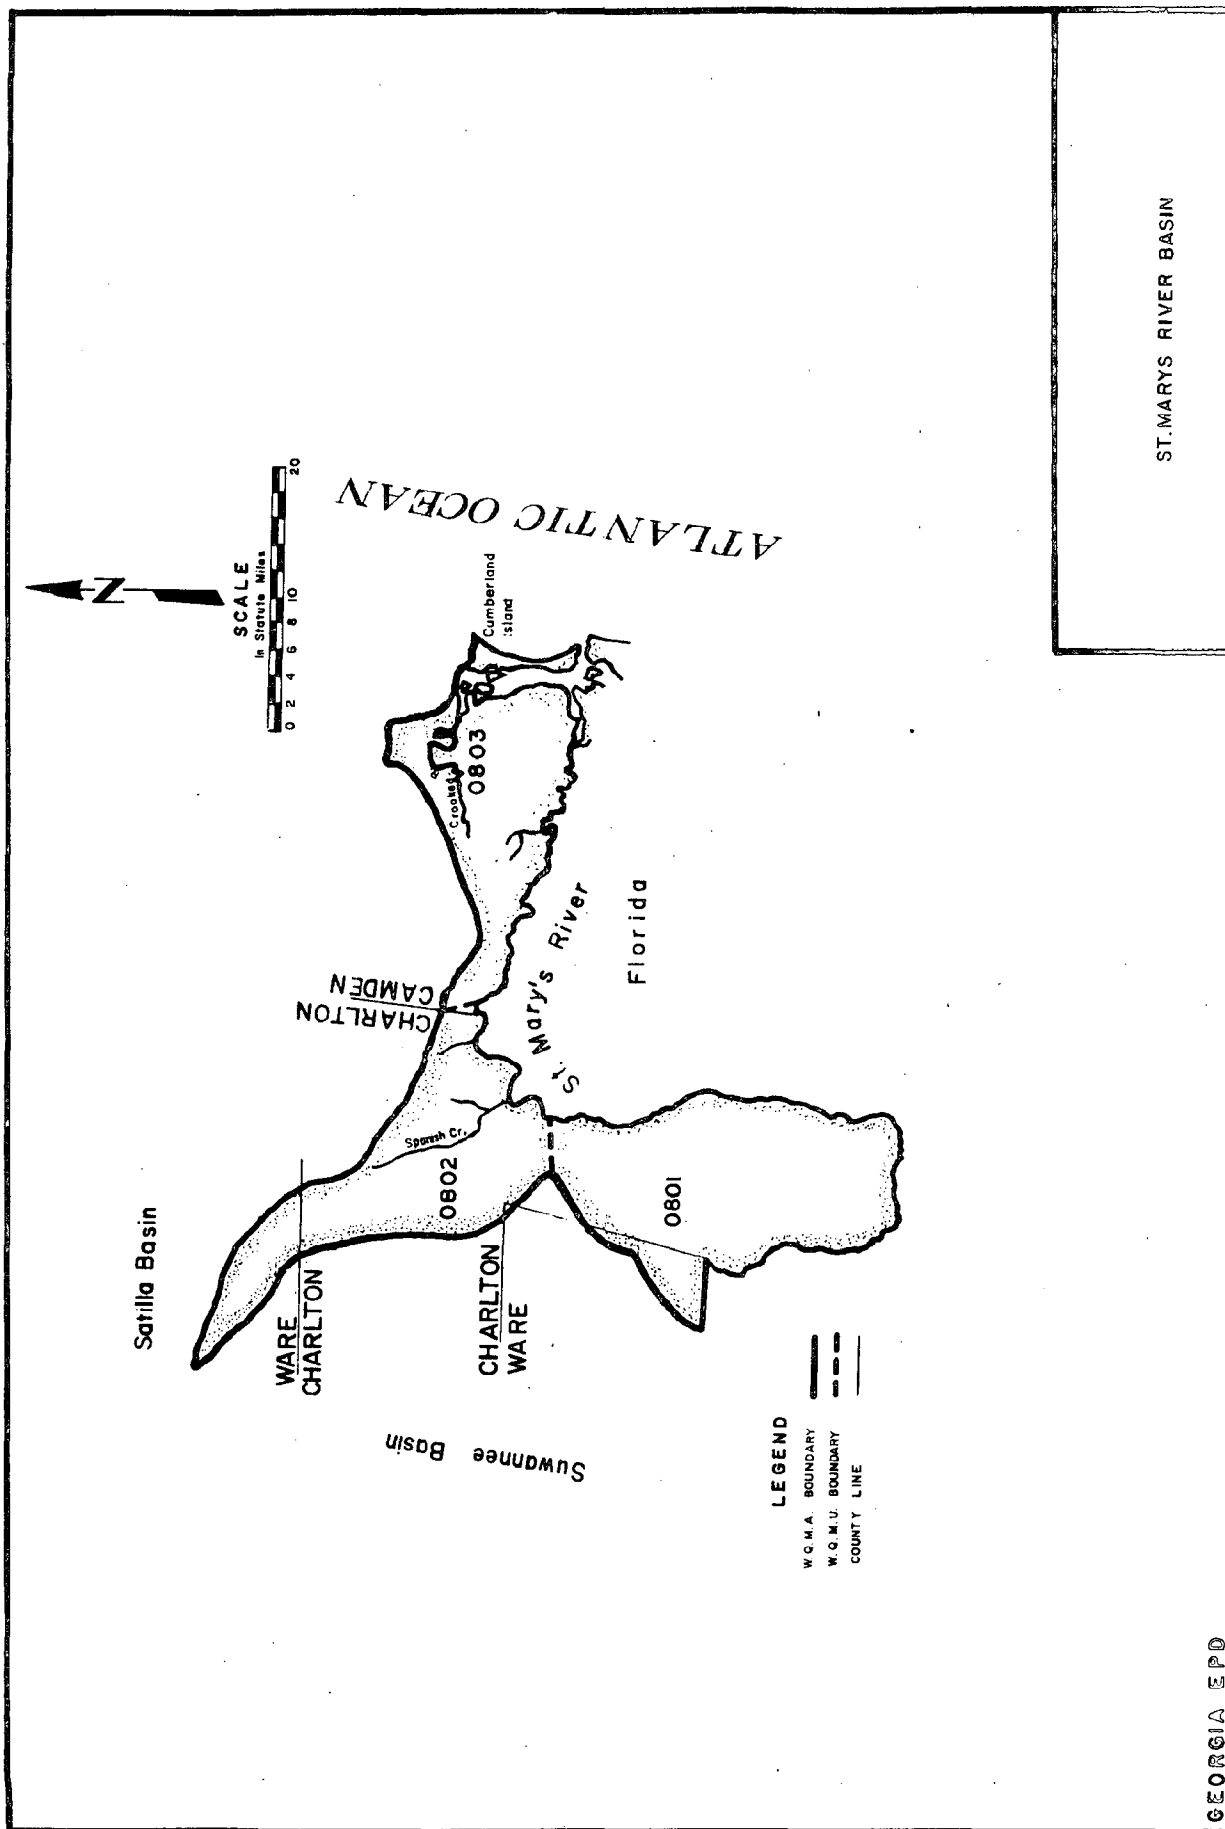 N
SCALE
In Statute Miles
0 2 4 6 8 10 20
Satilla Basin
WARE
CHARLTON
CHARLTON
CAMDEN
ATLANTIC OCEAN
Cumberland
Island
Crooked
0803
Spanish Cr.
0802
CHARLTON
WARE
St. Mary's River
Florida
0801
Suwannee Basin
LEGEND
W.Q.M.A. BOUNDARY
W.Q.M.U. BOUNDARY
COUNTY LINE
ST. MARYS RIVER BASIN
GEORGIA EPD